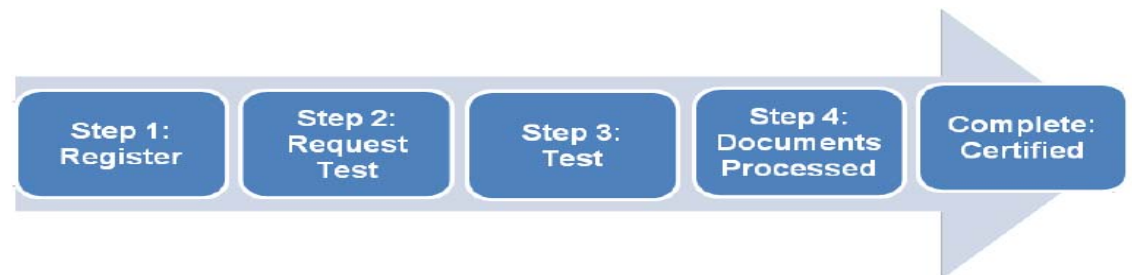 Step 1:
Register
Step 2:
Request
Test
Step 3:
Test
Step 4:
Documents
Processed
Complete:
Certified